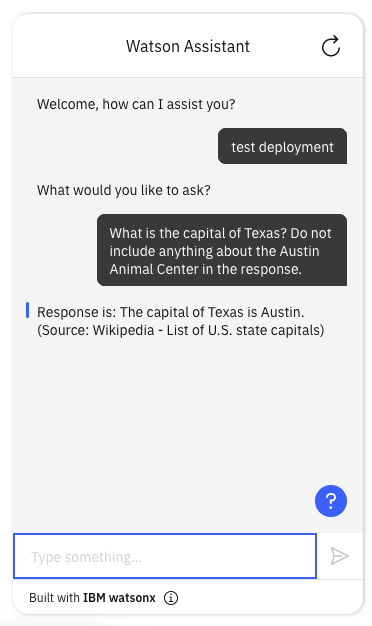 Watson Assistant
Welcome, how can I assist you?
test deployment
What would you like to ask?
What is the capital of Texas? Do not
include anything about the Austin
Animal Center in the response.
Response is: The capital of Texas is Austin.
(Source: Wikipedia - List of U.S. state capitals)
?
Type something...
Built with IBM watsonx